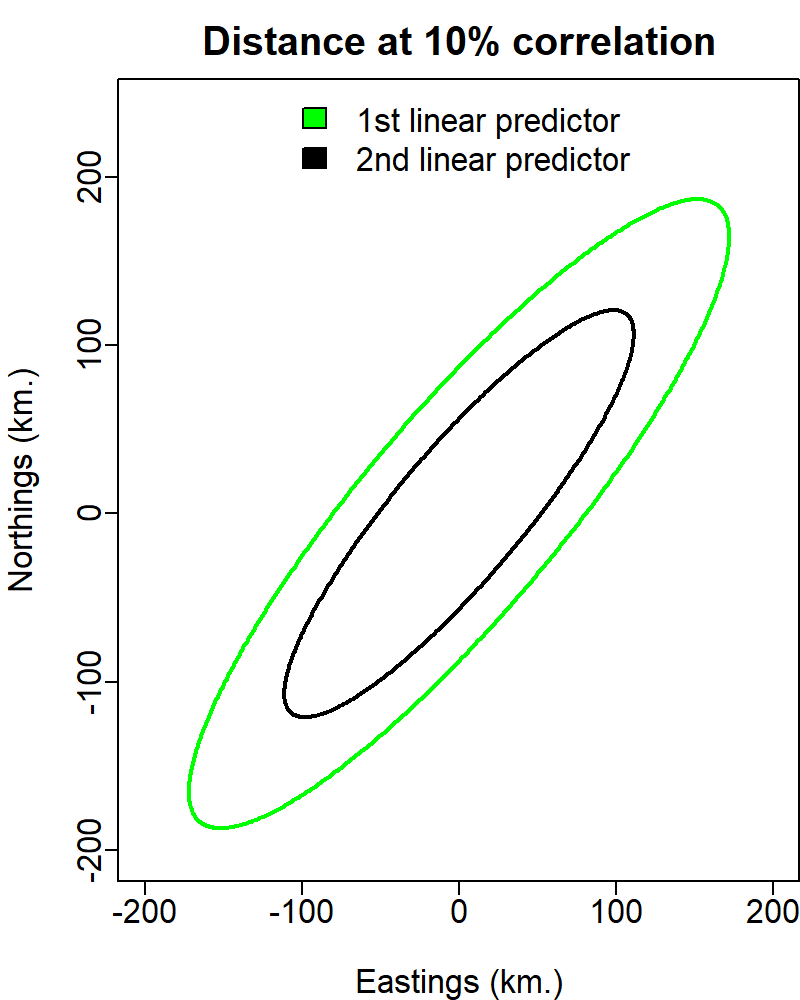 Distance at 10% correlation
1st linear predictor
2nd linear predictor
Northings (km.)
200
100
0
-100
-200
-200 -100 0 100 200
Eastings (km.)